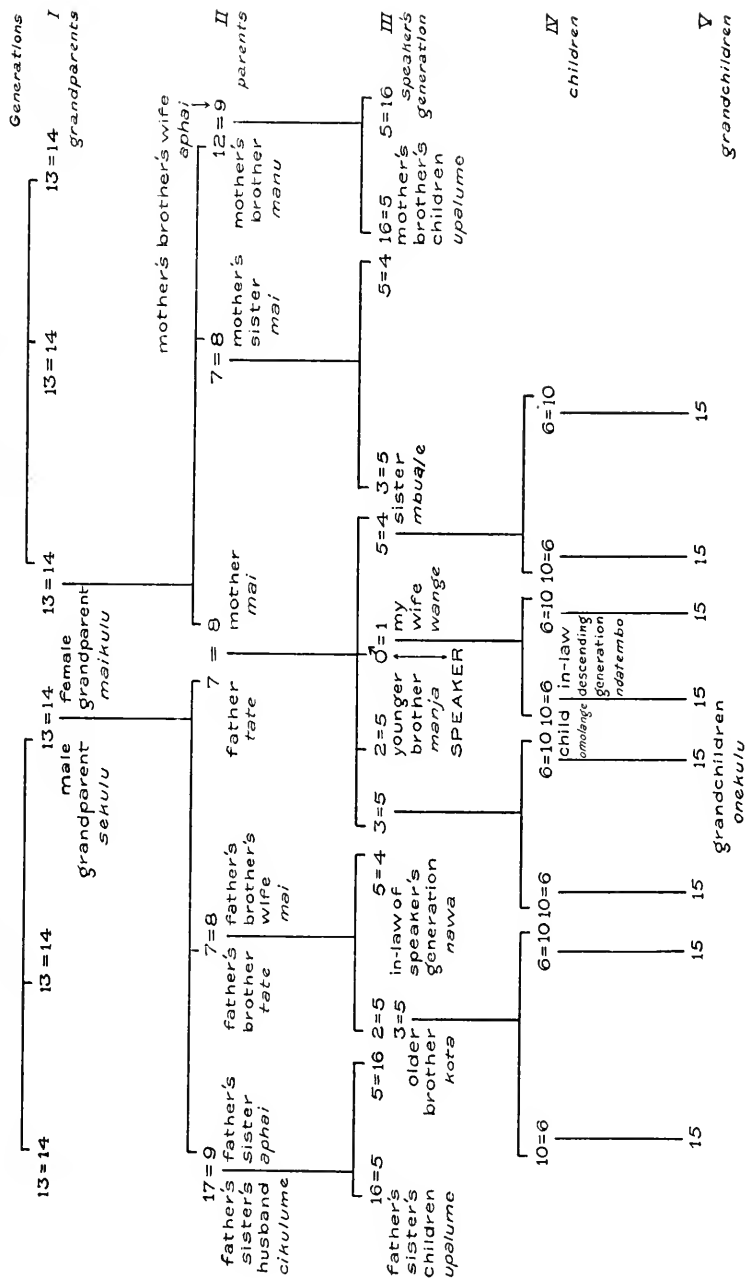 Generations
I
grandparents
13=14 13=14 13=14 13=14 13=14 13=14
male
grandparent
sekulu
female
grandparent
maikulu
II
parents
mother's brother's wife
aphai
17=9 7=8 7 = 8 7=8 12=9
father's
sister's
husband
cikulume
father's
sister
aphai
father's
brother
tate
father's
brother's
wife
mai
father
tate
mother
mai
mother's
sister
mai
mother's
brother
manu
III
speaker's
generation
16=5 5=16 2=5 5=4 3=5 2=5 ♂=1 5=4 3=5 5=4 16=5 5=16
3=5
father's
sister's
children
upalume
older
brother
kota
in-law of
speaker's
generation
nawa
younger
brother
manja
SPEAKER
my
wife
wange
sister
mbuale
mother's
brother's
children
upalume
IV
children
10=6 6=10 10=6 6=10 10=6 6=10 10=6 6=10
child
omolange
in-law
descending
generation
ndatembo
V
grandchildren
15 15 15 15 15 15 15 15
grandchildren
onekulu